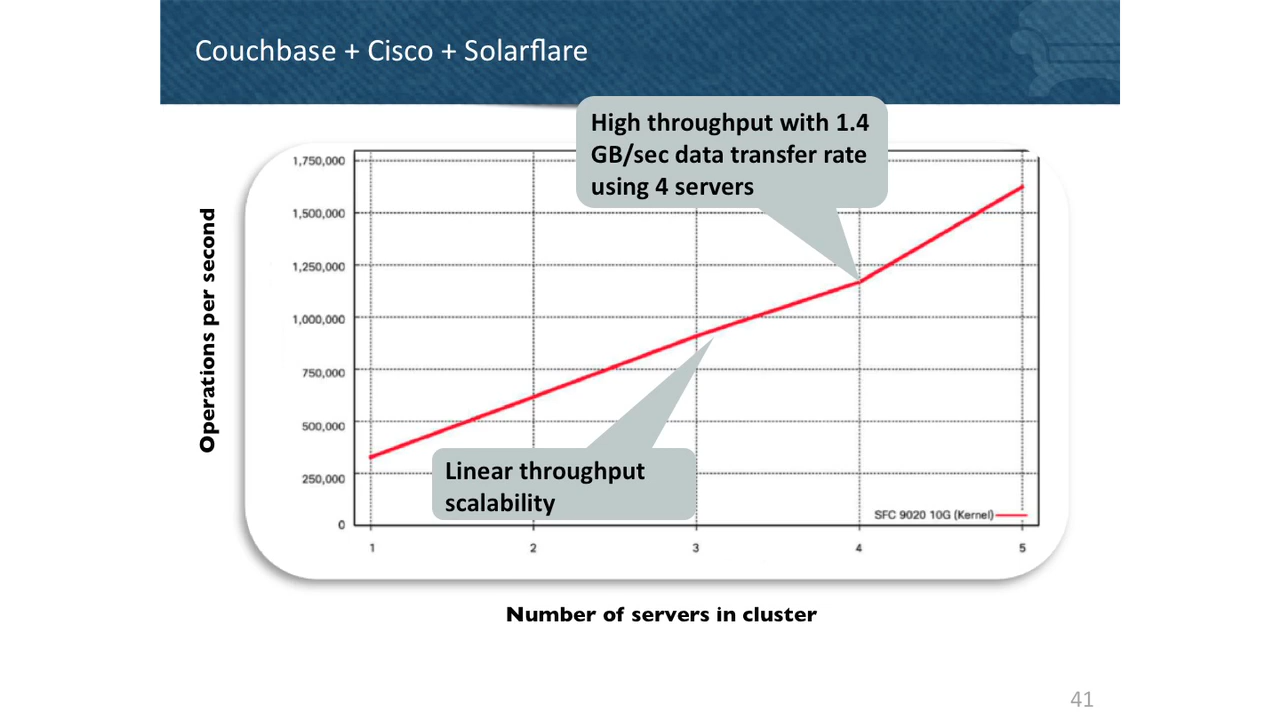 Couchbase + Cisco + Solarflare
High throughput with 1.4
GB/sec data transfer rate
using 4 servers
Operations per second
1,750,000
1,500,000
1,250,000
1,000,000
750,000
500,000
250,000
0
Linear throughput
scalability
SFC 9020 10G (Kernel)
1 2 3 4 5
Number of servers in cluster
41